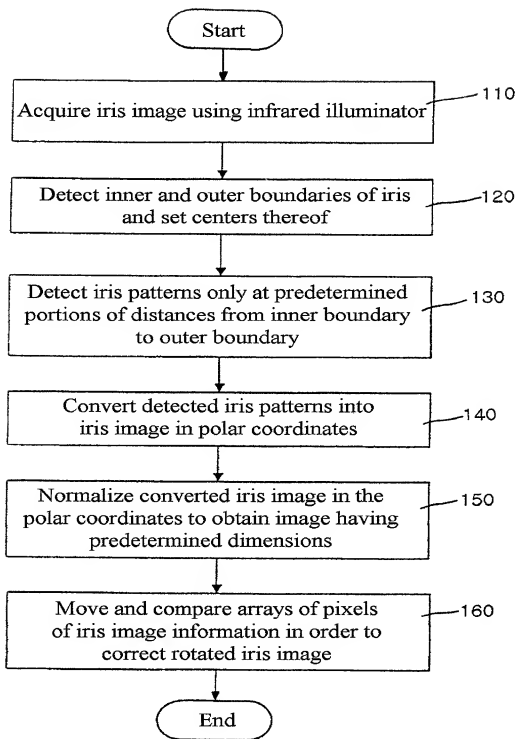 Start
Acquire iris image using infrared illuminator
110
Detect inner and outer boundaries of iris
and set centers thereof
120
Detect iris patterns only at predetermined
portions of distances from inner boundary
to outer boundary
130
Convert detected iris patterns into
iris image in polar coordinates
140
Normalize converted iris image in the
polar coordinates to obtain image having
predetermined dimensions
150
Move and compare arrays of pixels
of iris image information in order to
correct rotated iris image
160
End